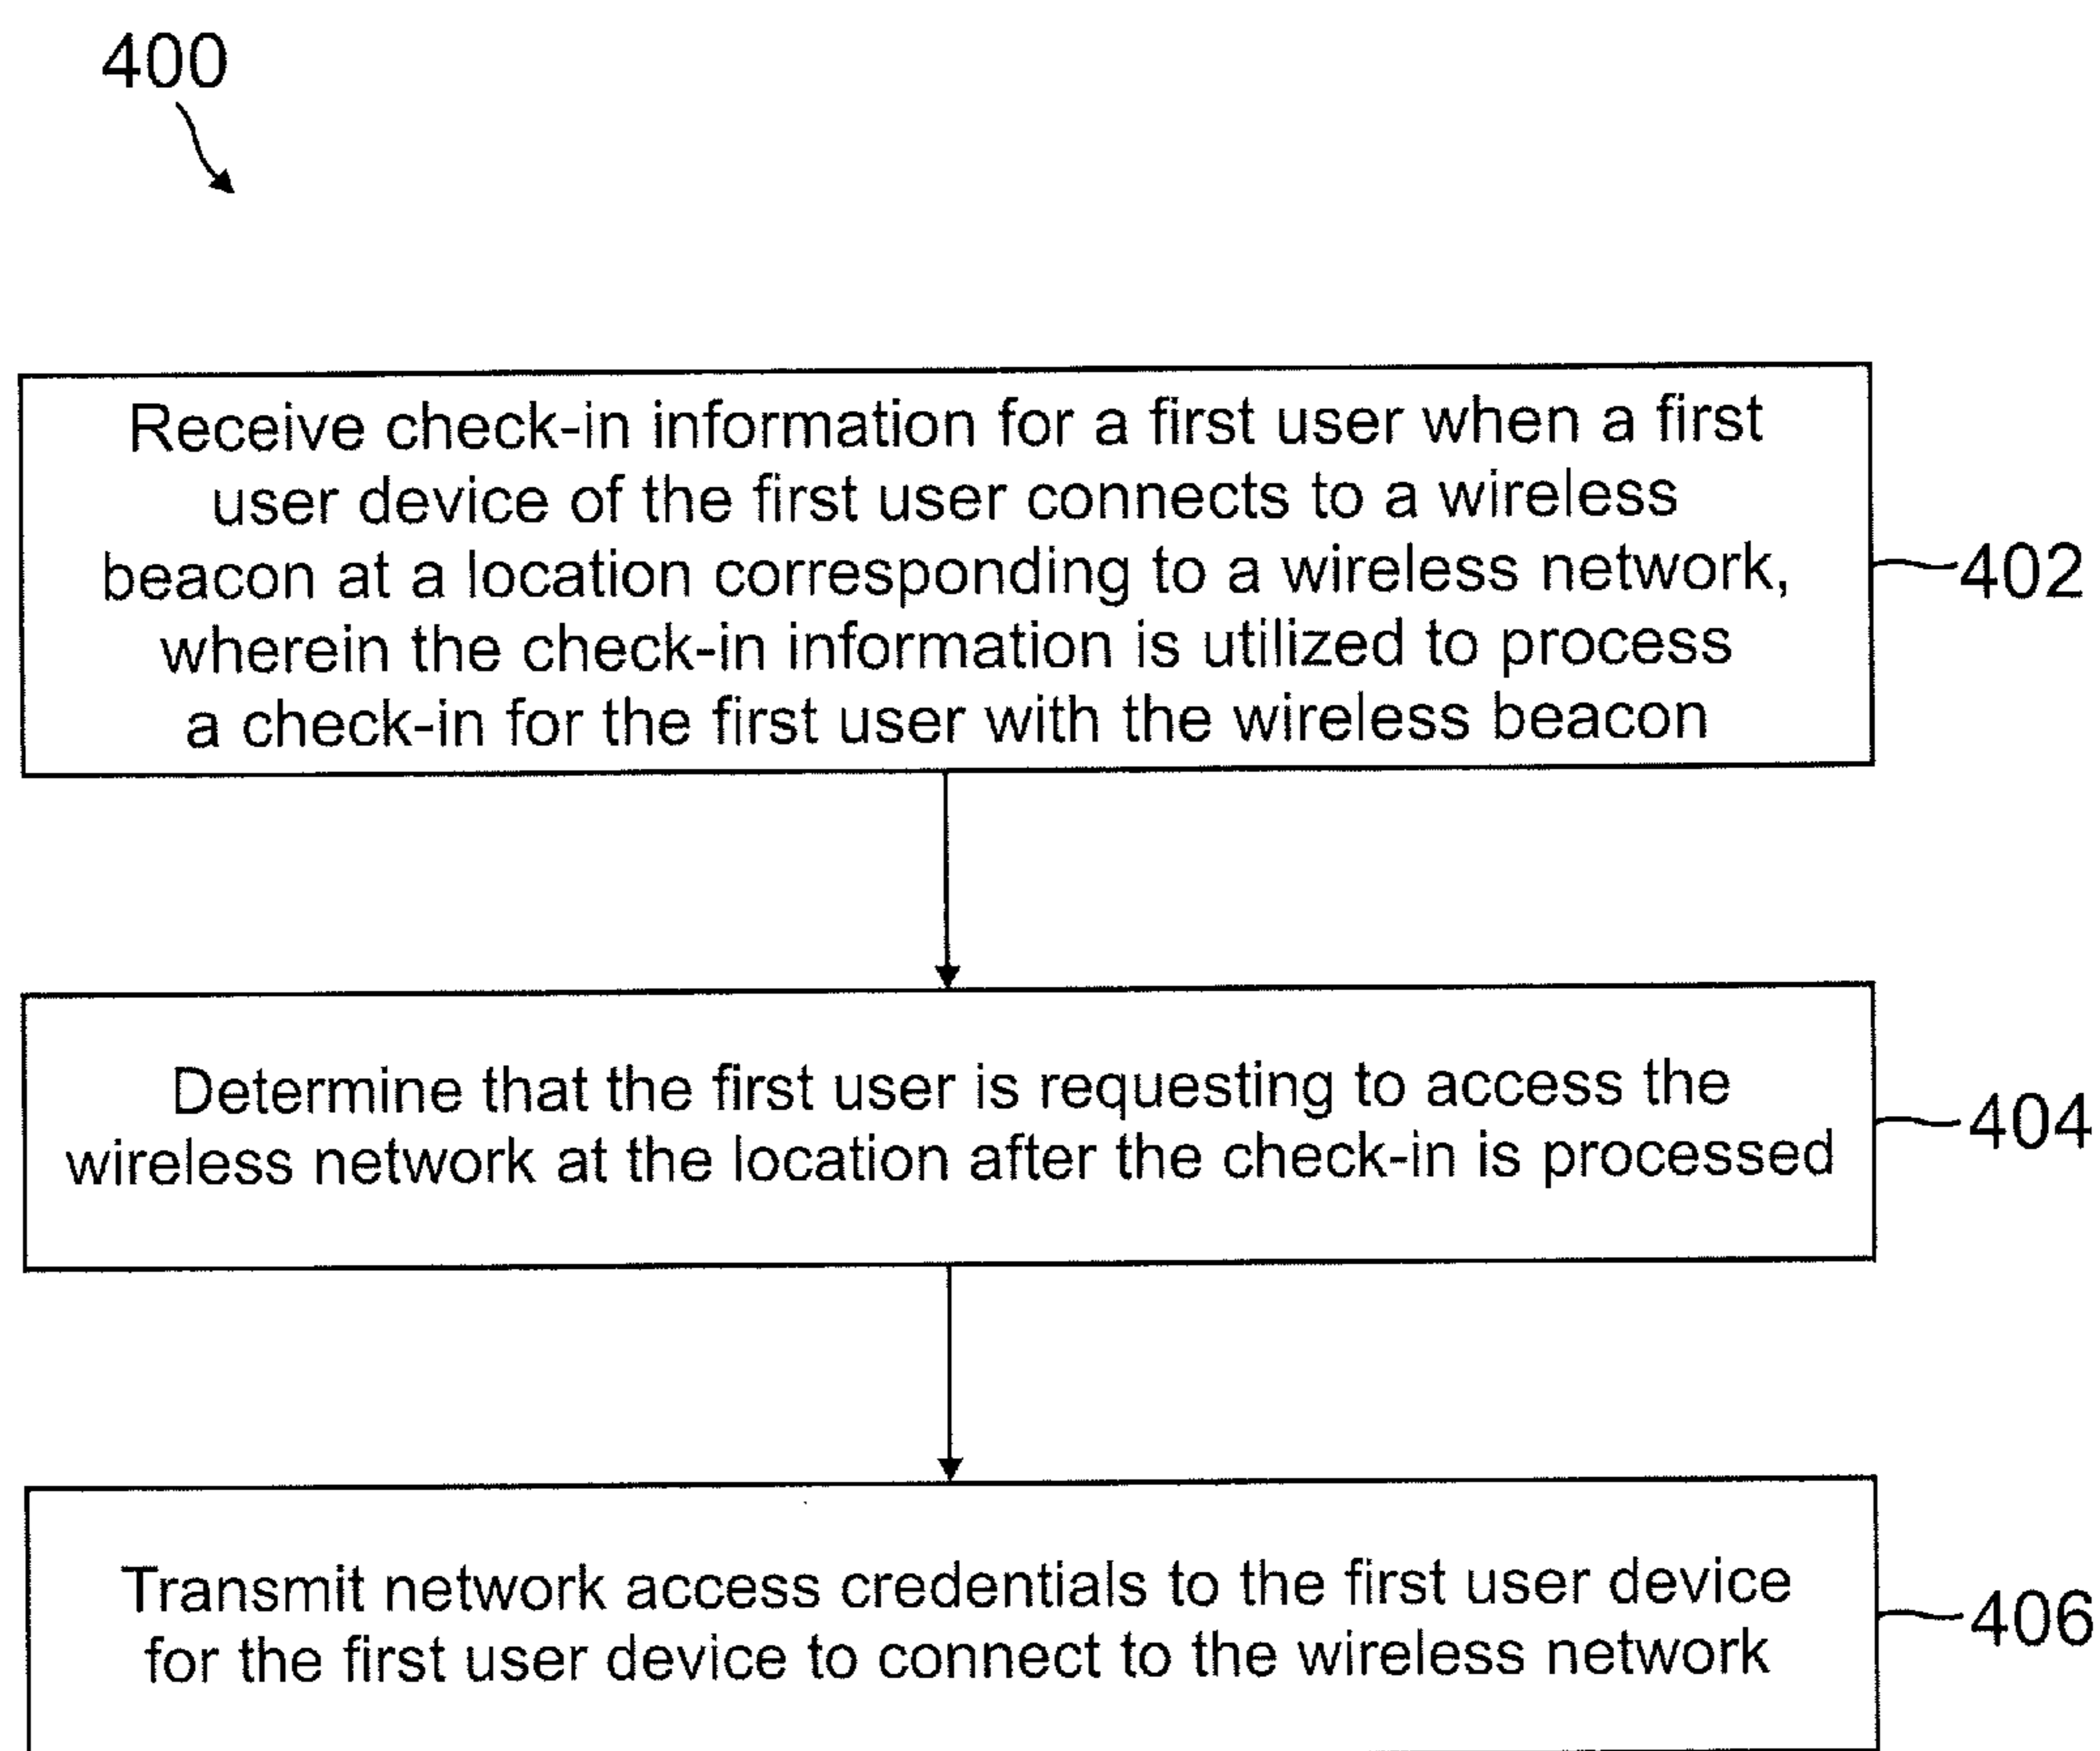 400
Receive check-in information for a first user when a first
user device of the first user connects to a wireless
beacon at a location corresponding to a wireless network,
wherein the check-in information is utilized to process
a check-in for the first user with the wireless beacon
402
Determine that the first user is requesting to access the
wireless network at the location after the check-in is processed
404
Transmit network access credentials to the first user device
for the first user device to connect to the wireless network
406